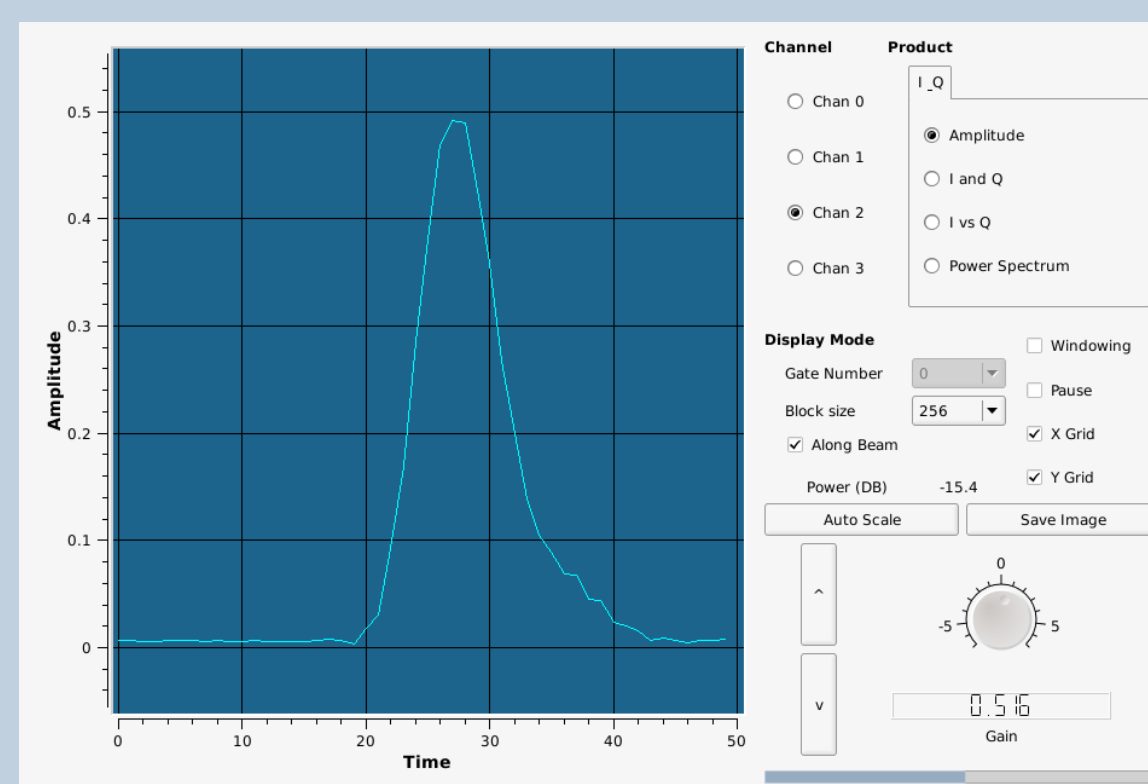 Channel
Product
I _Q
Chan 0
Chan 1
Chan 2
Chan 3
Amplitude
I and Q
I vs Q
Power Spectrum
Display Mode
Gate Number 0
Block size 256
Along Beam
Power (DB) -15.4
Windowing
Pause
X Grid
Y Grid
Auto Scale
Save Image
^
v
0
-5
5
0.516
Gain
Amplitude
0.5
0.4
0.3
0.2
0.1
0
0 10 20 30 40 50
Time